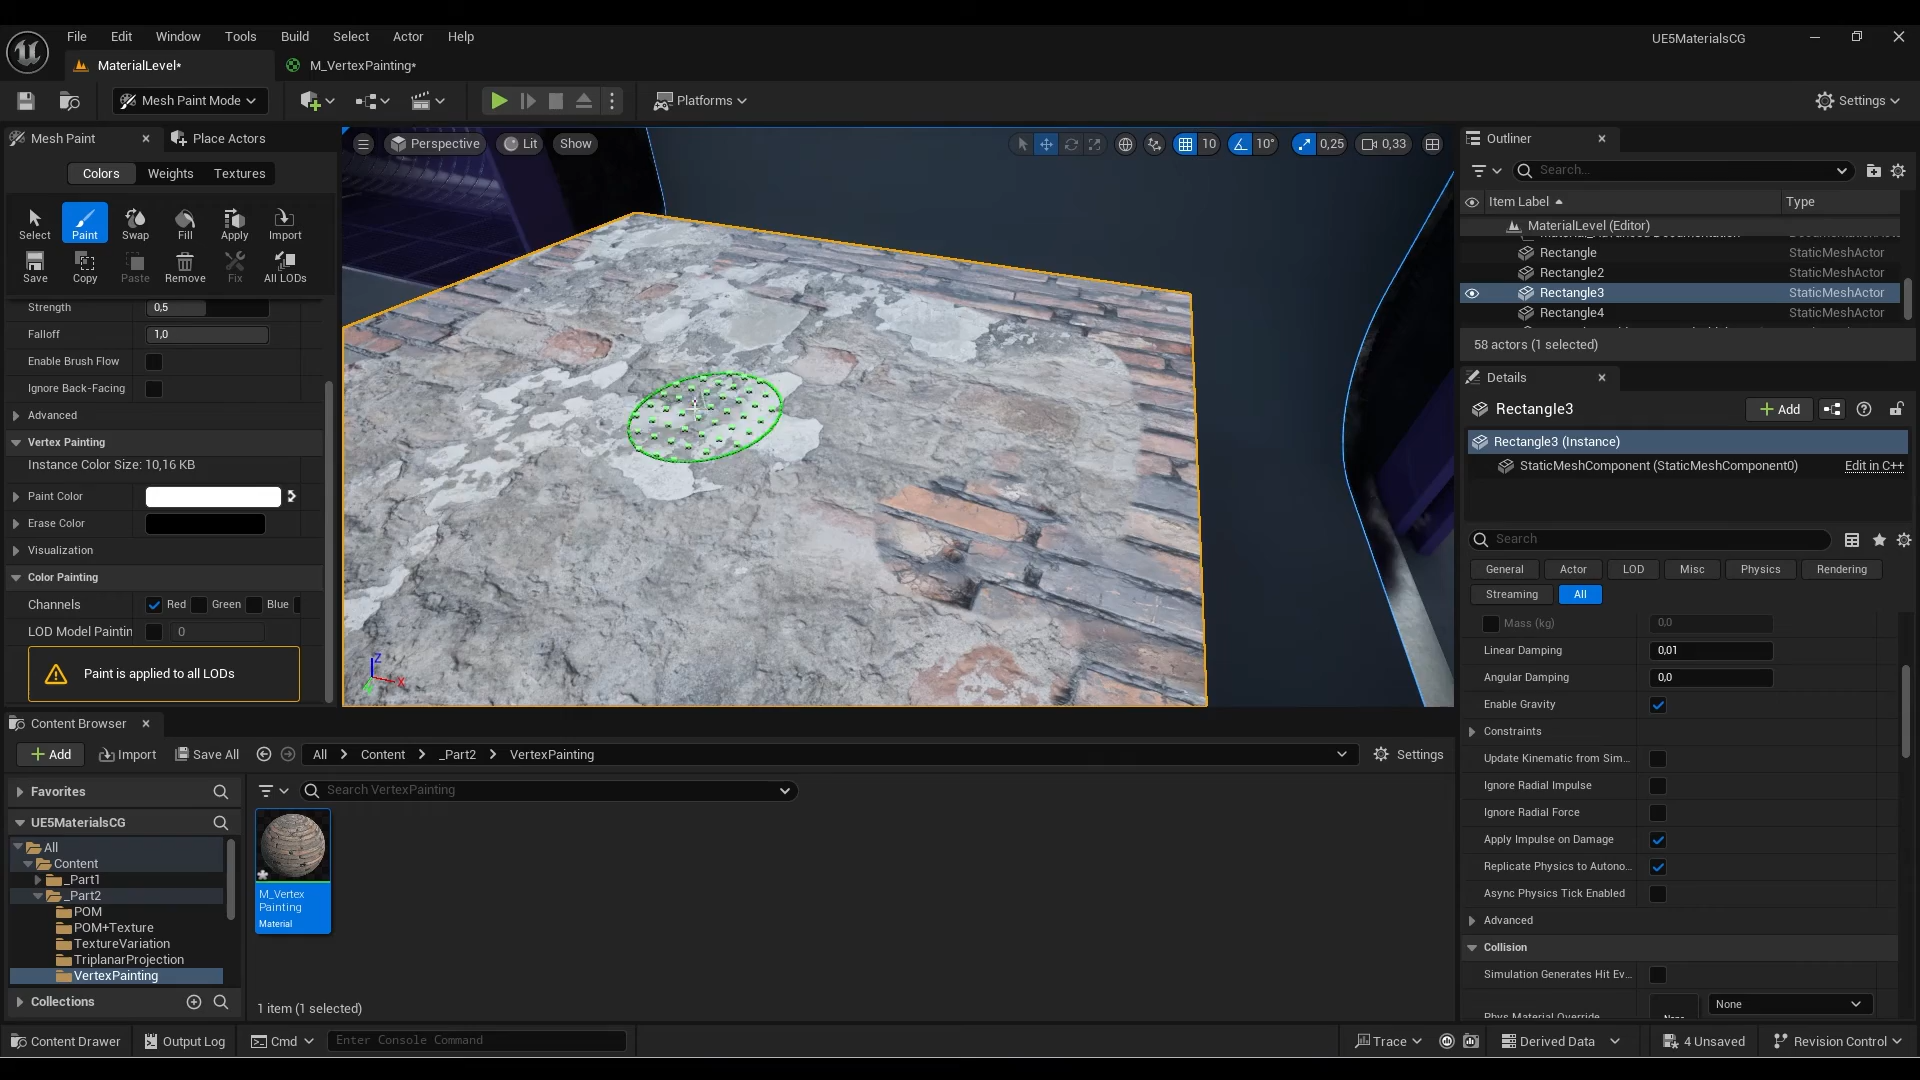 File Edit Window Tools Build Select Actor Help
UE5MaterialsCG
MaterialLevel*
M_VertexPainting*
Mesh Paint Mode
Platforms
Settings
Mesh Paint
Place Actors
Colors Weights Textures
Select Paint Swap Fill Apply Import
Save Copy Paste Remove Fix All LODs
Strength 0,5
Falloff 1,0
Enable Brush Flow
Ignore Back-Facing
Advanced
Vertex Painting
Instance Color Size: 10,16 KB
Paint Color
Erase Color
Visualization
Color Painting
Channels Red Green Blue
LOD Model Paintin 0
Paint is applied to all LODs
Perspective Lit Show
10 10° 0,25 0,33
Z
X
Outliner
Search...
Item Label Type
MaterialLevel (Editor)
Rectangle StaticMeshActor
Rectangle2 StaticMeshActor
Rectangle3 StaticMeshActor
Rectangle4 StaticMeshActor
58 actors (1 selected)
Details
Rectangle3
Add
Rectangle3 (Instance)
StaticMeshComponent (StaticMeshComponent0) Edit in C++
Search
General Actor LOD Misc Physics Rendering
Streaming All
Mass (kg) 0,0
Linear Damping 0,01
Angular Damping 0,0
Enable Gravity
Constraints
Update Kinematic from Sim...
Ignore Radial Impulse
Ignore Radial Force
Apply Impulse on Damage
Replicate Physics to Autono...
Async Physics Tick Enabled
Advanced
Collision
Simulation Generates Hit Ev...
Phys Material Override None None
Content Browser
Add Import Save All All Content _Part2 VertexPainting Settings
Favorites
Search VertexPainting
UE5MaterialsCG
All
Content
_Part1
_Part2
POM
POM+Texture
TextureVariation
TriplanarProjection
VertexPainting
Collections
M_Vertex
Painting
Material
1 item (1 selected)
Content Drawer Output Log Cmd Enter Console Command Trace Derived Data 4 Unsaved Revision Control